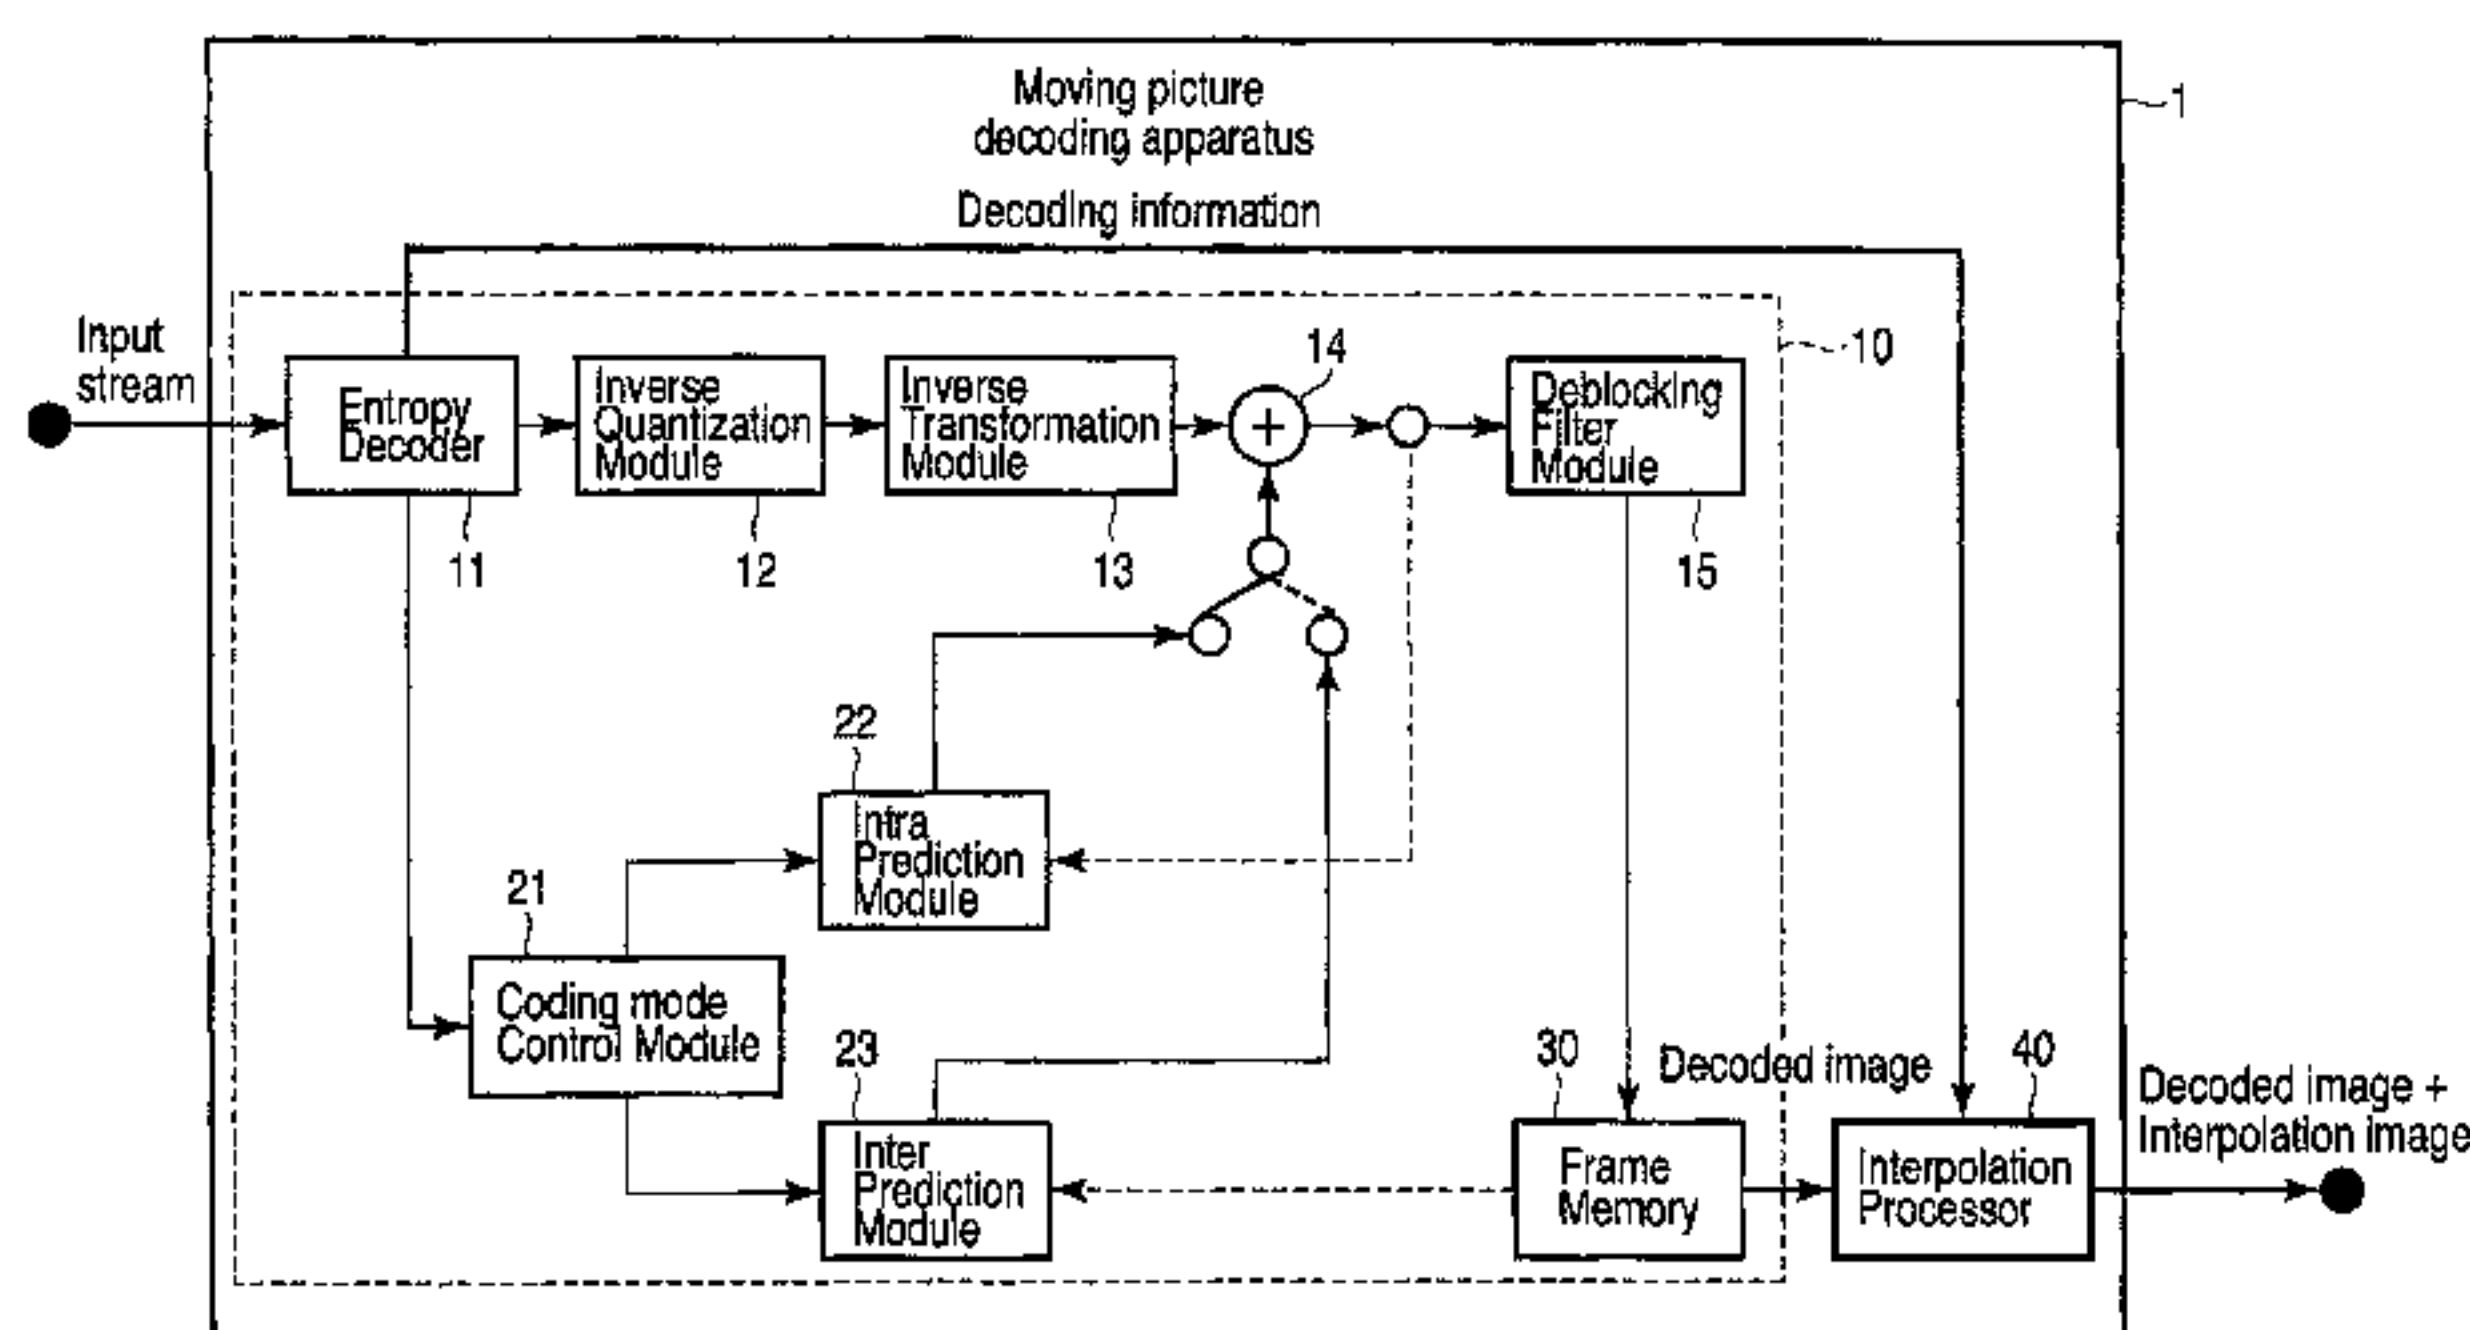 Moving picture
decoding apparatus
1
Decoding information
Input
stream
10
14
Entropy
Decoder
Inverse
Quantization
Module
Inverse
Transformation
Module
+
Deblocking
Filter
Module
11
12
13
15
22
Intra
Prediction
Module
21
Coding mode
Control Module
23
Inter
Prediction
Module
30
Decoded image
40
Frame
Memory
Interpolation
Processor
Decoded image +
Interpolation image